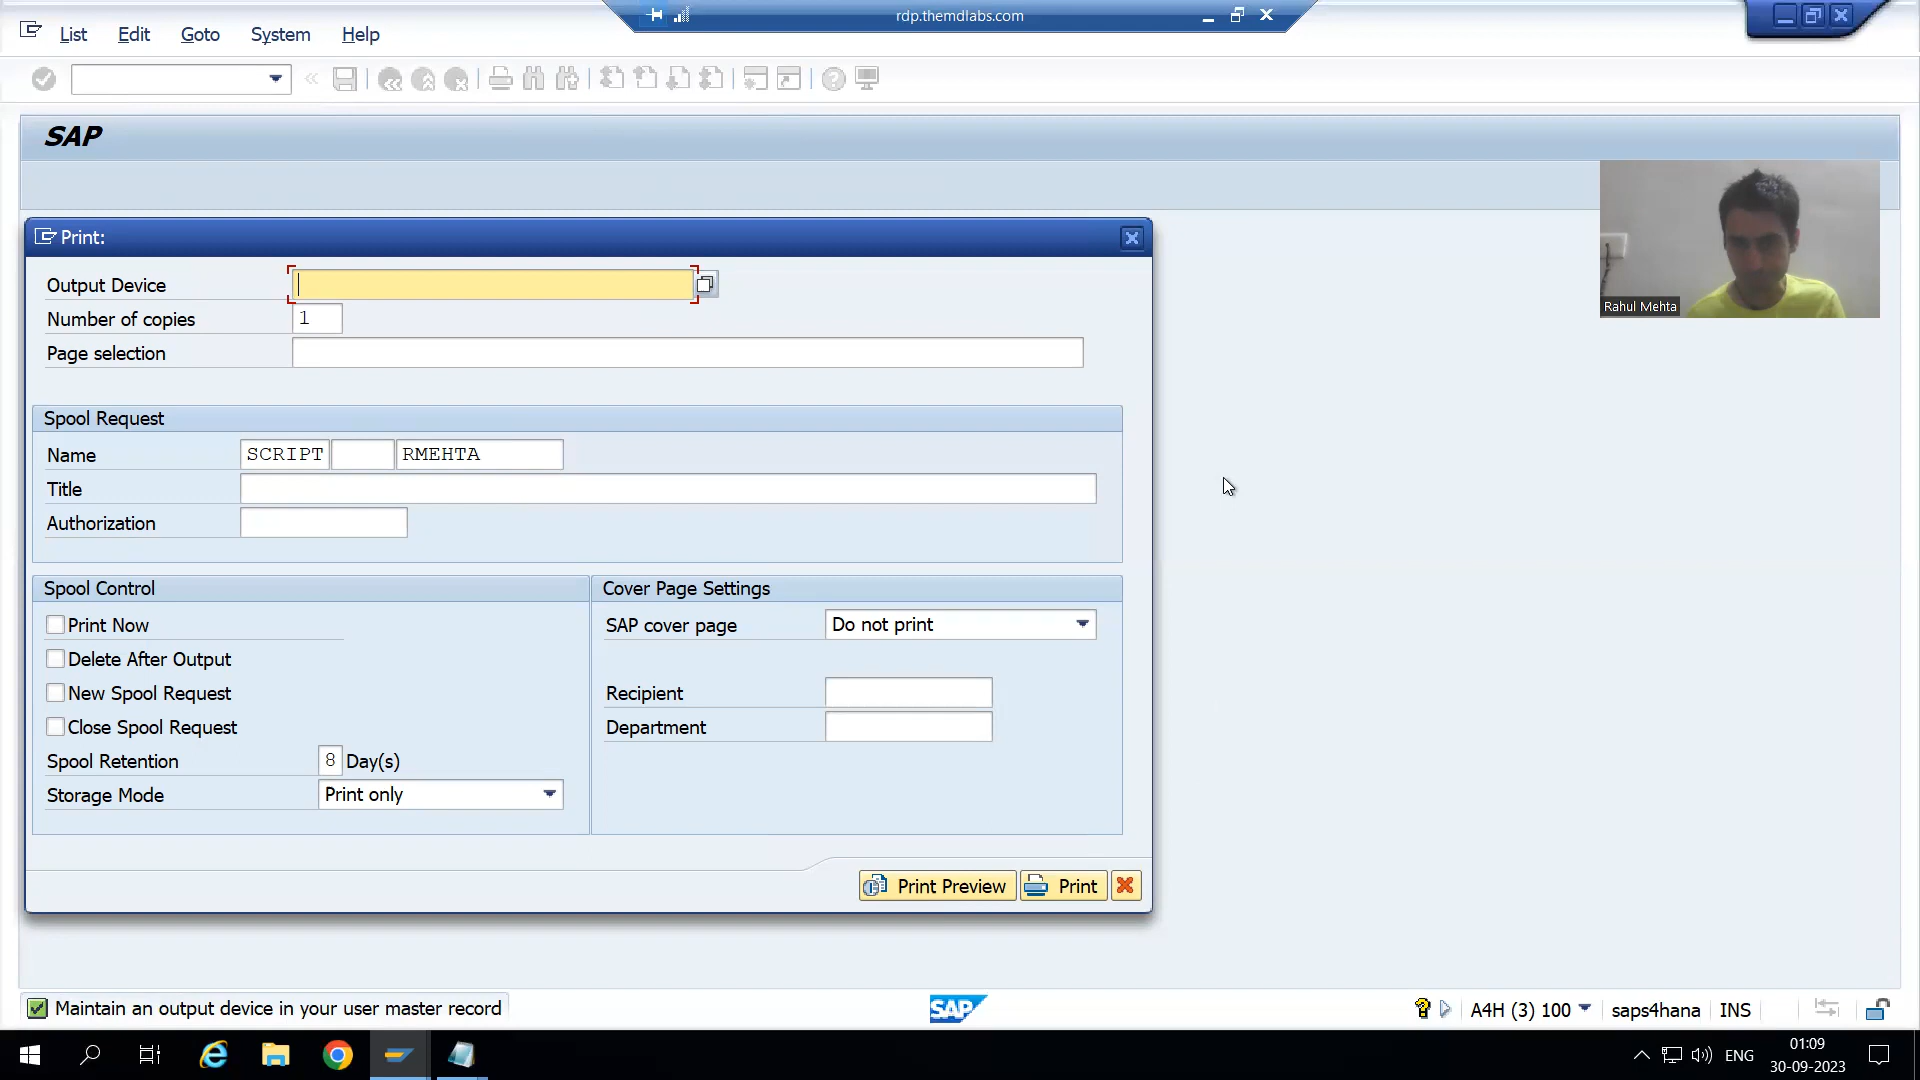 rdp.themdlabs.com
List Edit Goto System Help
SAP
Print:
Output Device
Number of copies 1
Page selection
Rahul Mehta
Spool Request
Name SCRIPT RMEHTA
Title
Authorization
Spool Control
Cover Page Settings
Print Now
SAP cover page Do not print
Delete After Output
New Spool Request
Recipient
Close Spool Request
Department
Spool Retention 8 Day(s)
Storage Mode Print only
Print Preview Print
Maintain an output device in your user master record
SAP
A4H (3) 100 saps4hana INS
ENG
01:09
30-09-2023